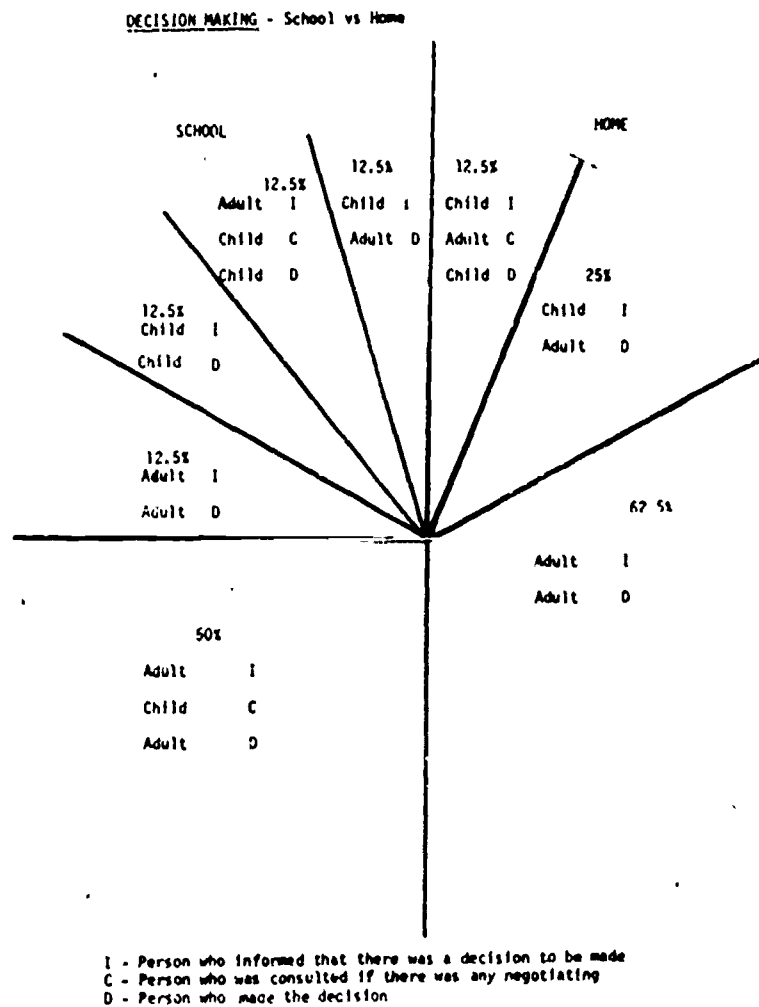 DECISION MAKING - School vs Home
SCHOOL
HOME
12.5%
Adult I
Child C
Child D
12.5%
Child I
Adult D
12.5%
Child I
Adult C
Child D
25%
Child I
Adult D
12.5%
Child I
Child D
12.5%
Adult I
Adult D
62.5%
Adult I
Adult D
50%
Adult I
Child C
Adult D
I - Person who informed that there was a decision to be made
C - Person who was consulted if there was any negotiating
D - Person who made the decision